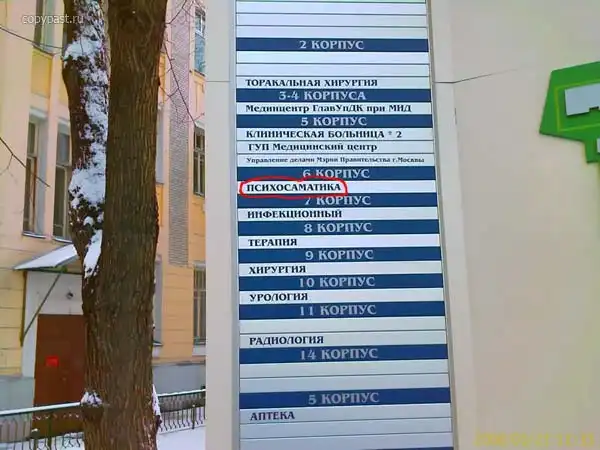 copypast.ru
2 КОРПУС
ТОРАКАЛЬНАЯ ХИРУРГИЯ
3-4 КОРПУСА
Медицентр ГлавУпДК при МИД
5 КОРПУС
КЛИНИЧЕСКАЯ БОЛЬНИЦА * 2
ГУП Медицинский центр
Управление делами Мэрии Правительства г.Москвы
6 КОРПУС
ПСИХОСАМАТИКА
7 КОРПУС
ИНФЕКЦИОННЫЙ
8 КОРПУС
ТЕРАПИЯ
9 КОРПУС
ХИРУРГИЯ
10 КОРПУС
УРОЛОГИЯ
11 КОРПУС
РАДИОЛОГИЯ
14 КОРПУС
5 КОРПУС
АПТЕКА